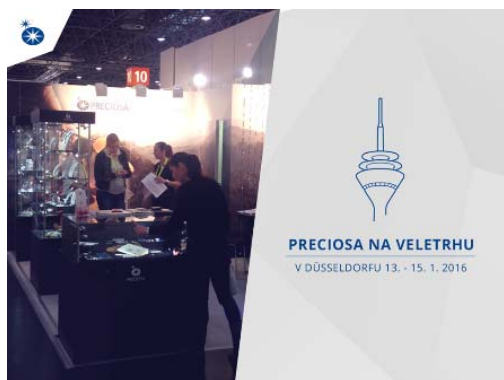 10
PRECIOSA
PRECIOSA NA VELETRHU
V DÜSSELDORFU 13. - 15. 1. 2016